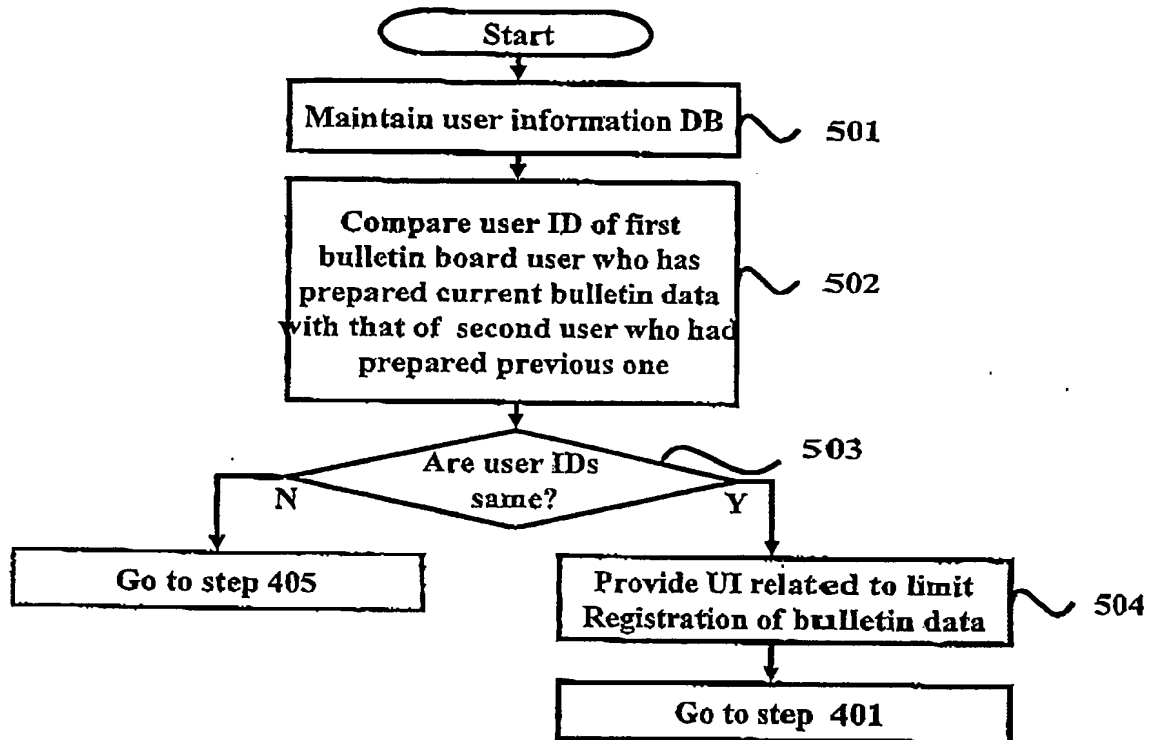 Start
Maintain user information DB
501
Compare user ID of first
bulletin board user who has
prepared current bulletin data
with that of second user who had
prepared previous one
502
Are user IDs
same?
503
N
Y
Go to step 405
Provide UI related to limit
Registration of bulletin data
504
Go to step 401